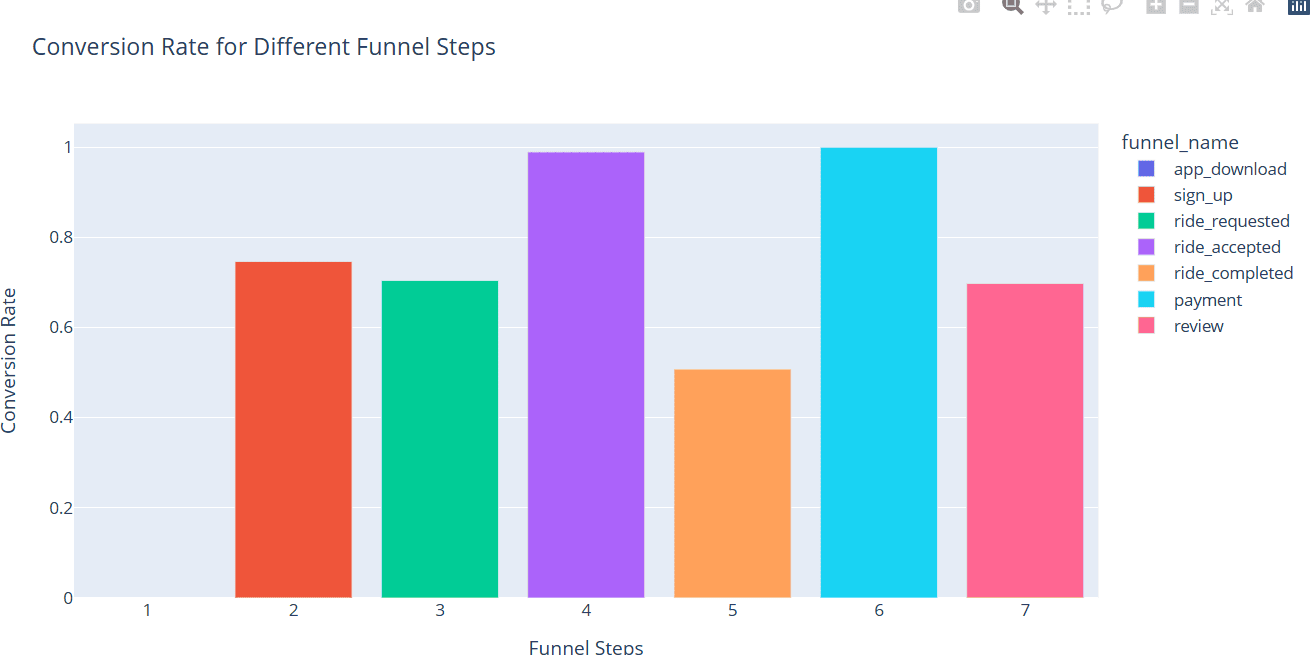 Conversion Rate for Different Funnel Steps
funnel_name
app_download
sign_up
ride_requested
ride_accepted
ride_completed
payment
review
Conversion Rate
1
0.8
0.6
0.4
0.2
0
1 2 3 4 5 6 7
Funnel Steps